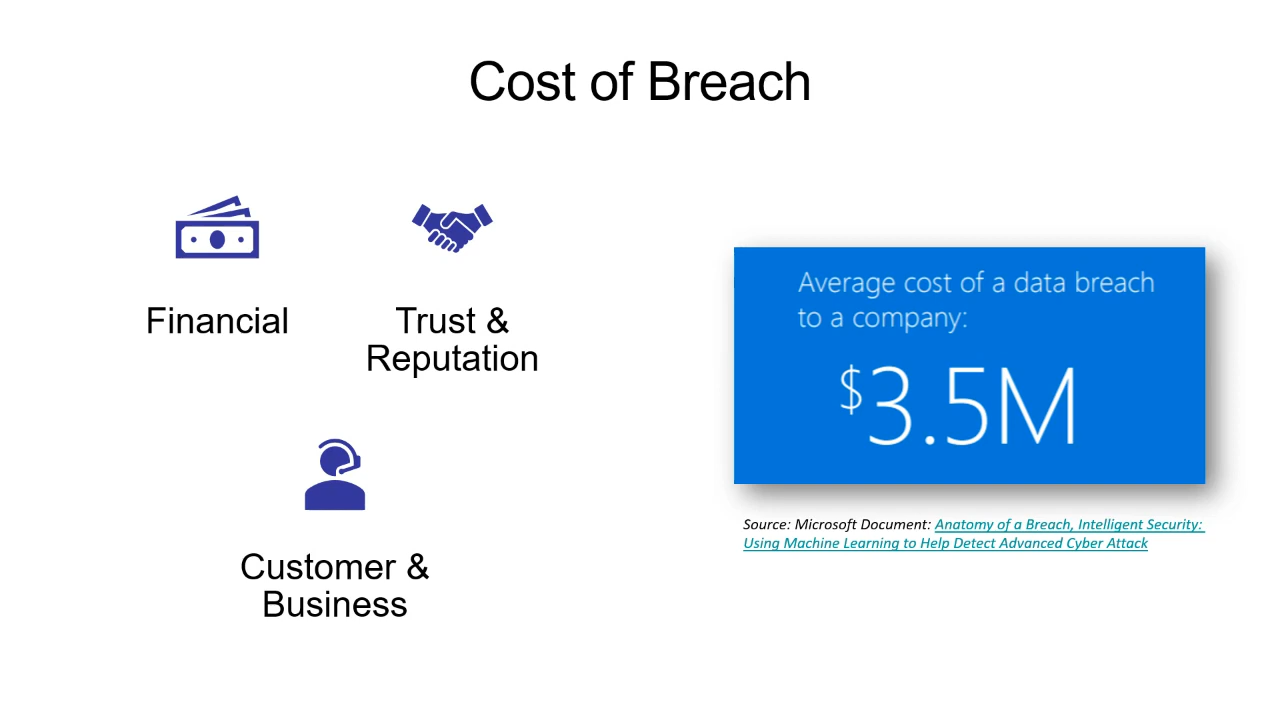 Cost of Breach
Financial
Trust &
Reputation
Customer &
Business
Average cost of a data breach
to a company:
$3.5M
Source: Microsoft Document: Anatomy of a Breach, Intelligent Security:
Using Machine Learning to Help Detect Advanced Cyber Attack